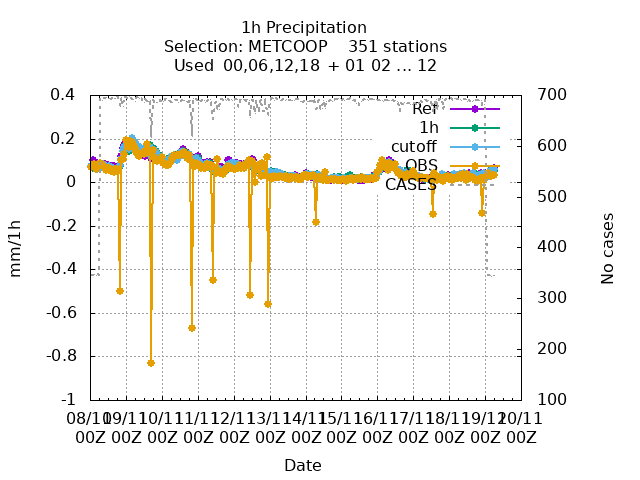 1h Precipitation
Selection: METCOOP    351 stations
Used  00,06,12,18 + 01 02 ... 12
0.4
0.2
0
-0.2
-0.4
-0.6
-0.8
-1
mm/1h
700
600
500
400
300
200
100
No cases
Ref
1h
cutoff
OBS
CASES
08/11 09/11 10/11 11/11 12/11 13/11 14/11 15/11 16/11 17/11 18/11 19/11 20/11
00Z 00Z 00Z 00Z 00Z 00Z 00Z 00Z 00Z 00Z 00Z 00Z 00Z
Date